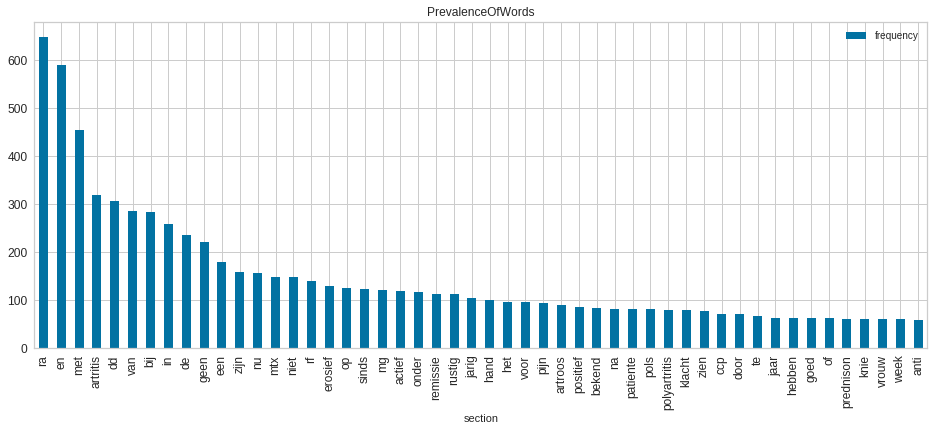 PrevalenceOfWords
frequency
600
500
400
300
200
100
0
ra
en
met
artritis
dd
van
bij
in
de
geen
een
zijn
nu
mtx
niet
rf
erosief
op
sinds
mg
actief
onder
remissie
rustig
jarig
hand
het
voor
pijn
artroos
positief
bekend
na
patiente
pols
polyartritis
klacht
zien
ccp
door
te
jaar
hebben
goed
of
prednison
knie
vrouw
week
anti
section